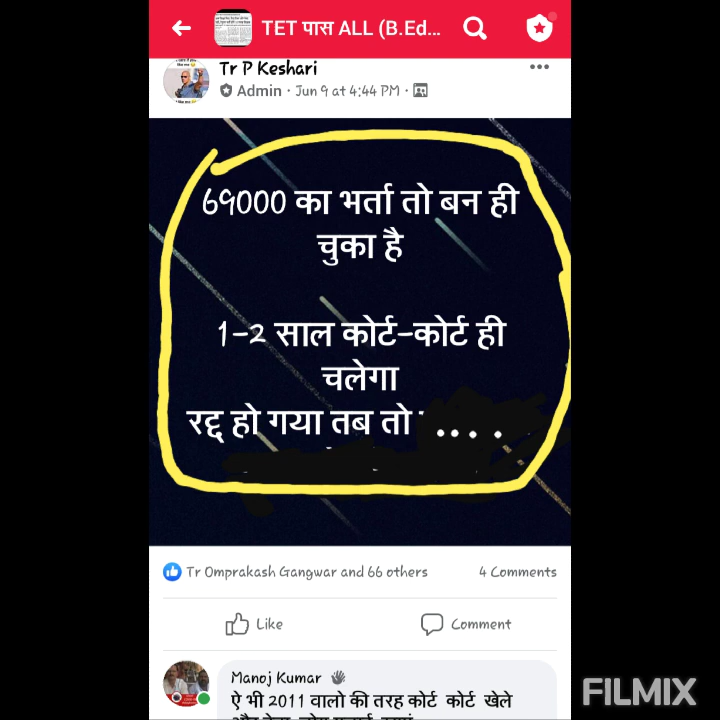 TET पास ALL (B.Ed...
Tr P Keshari
Admin · Jun 9 at 4:44 PM ·
69000 का भर्ता तो बन ही
चुका है
1-2 साल कोर्ट-कोर्ट ही
चलेगा
रद्द हो गया तब तो ....
Tr Omprakash Gangwar and 66 others
4 Comments
Like
Comment
Manoj Kumar
ऐ भी 2011 वालो की तरह कोर्ट कोर्ट खेले
FILMIX